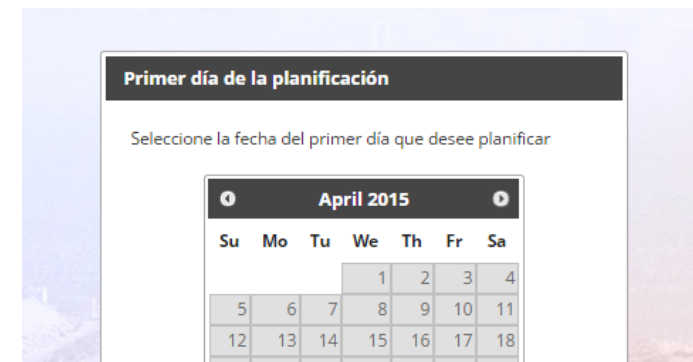 Primer día de la planificación
Seleccione la fecha del primer día que desee planificar
April 2015
Su Mo Tu We Th Fr Sa
1 2 3 4
5 6 7 8 9 10 11
12 13 14 15 16 17 18